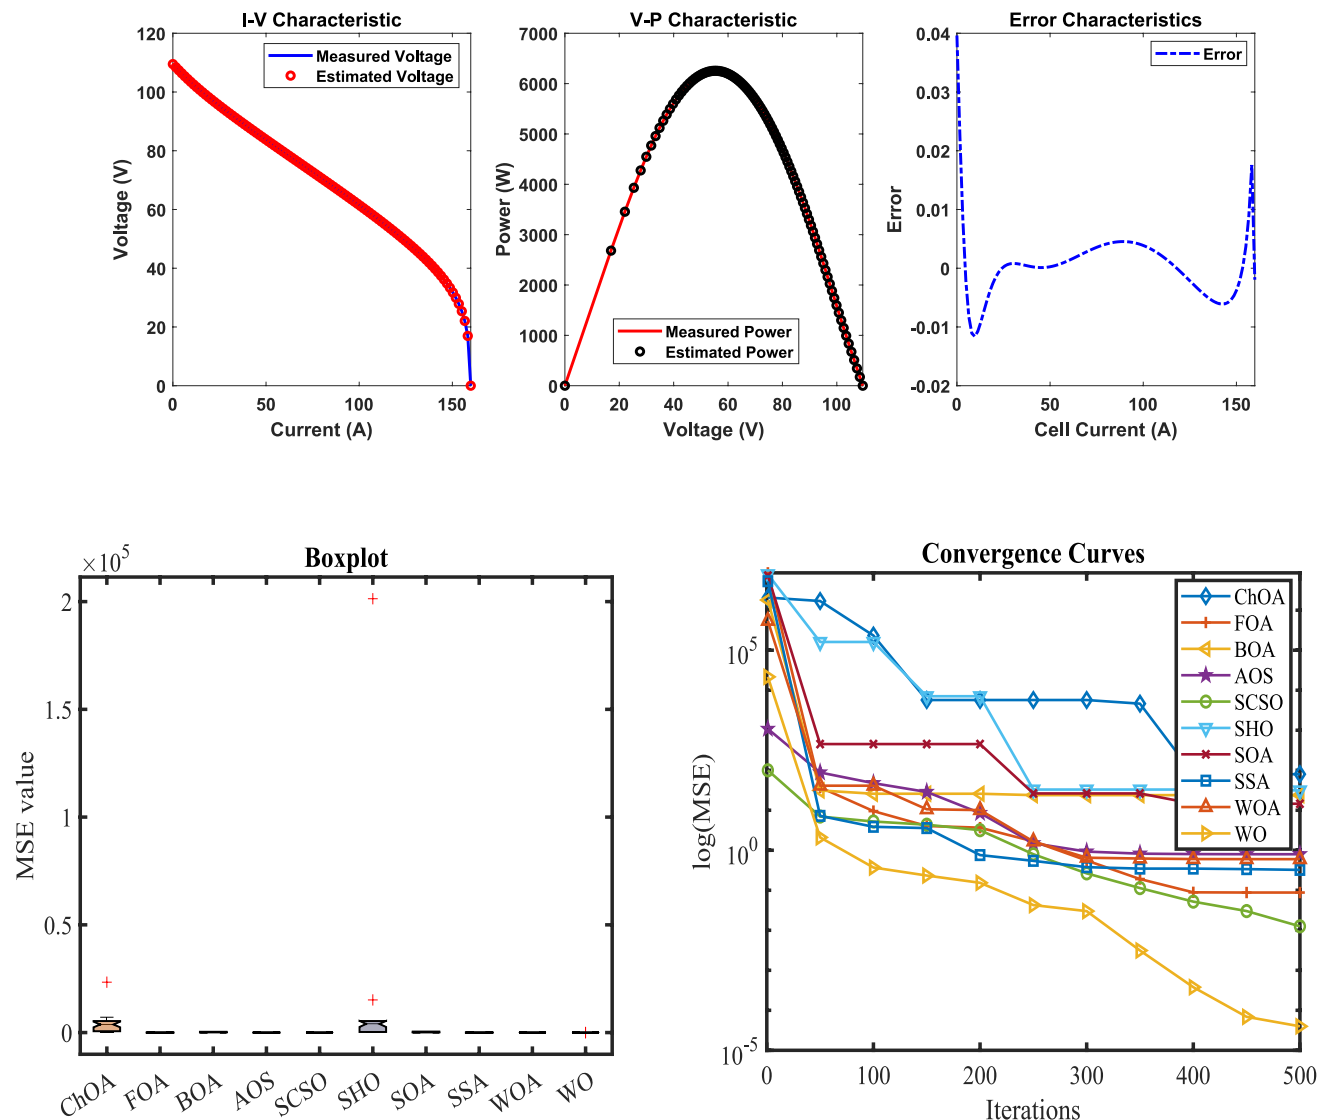 I-V Characteristic
120
100
80
60
40
20
0
Voltage (V)
Measured Voltage
Estimated Voltage
0
50
100
150
Current (A)
V-P Characteristic
7000
6000
5000
4000
3000
2000
1000
0
Power (W)
Measured Power
Estimated Power
0
20
40
60
80
100
Voltage (V)
Error Characteristics
0.04
0.03
0.02
0.01
0
-0.01
-0.02
Error
Error
0
50
100
150
Cell Current (A)
Boxplot
×10^5
2
1.5
1
0.5
0
MSE value
ChOA
FOA
BOA
AOS
SCSO
SHO
SOA
SSA
WOA
WO
Convergence Curves
10^5
10^0
10^-5
log(MSE)
ChOA
FOA
BOA
AOS
SCSO
SHO
SOA
SSA
WOA
WO
0
100
200
300
400
500
Iterations